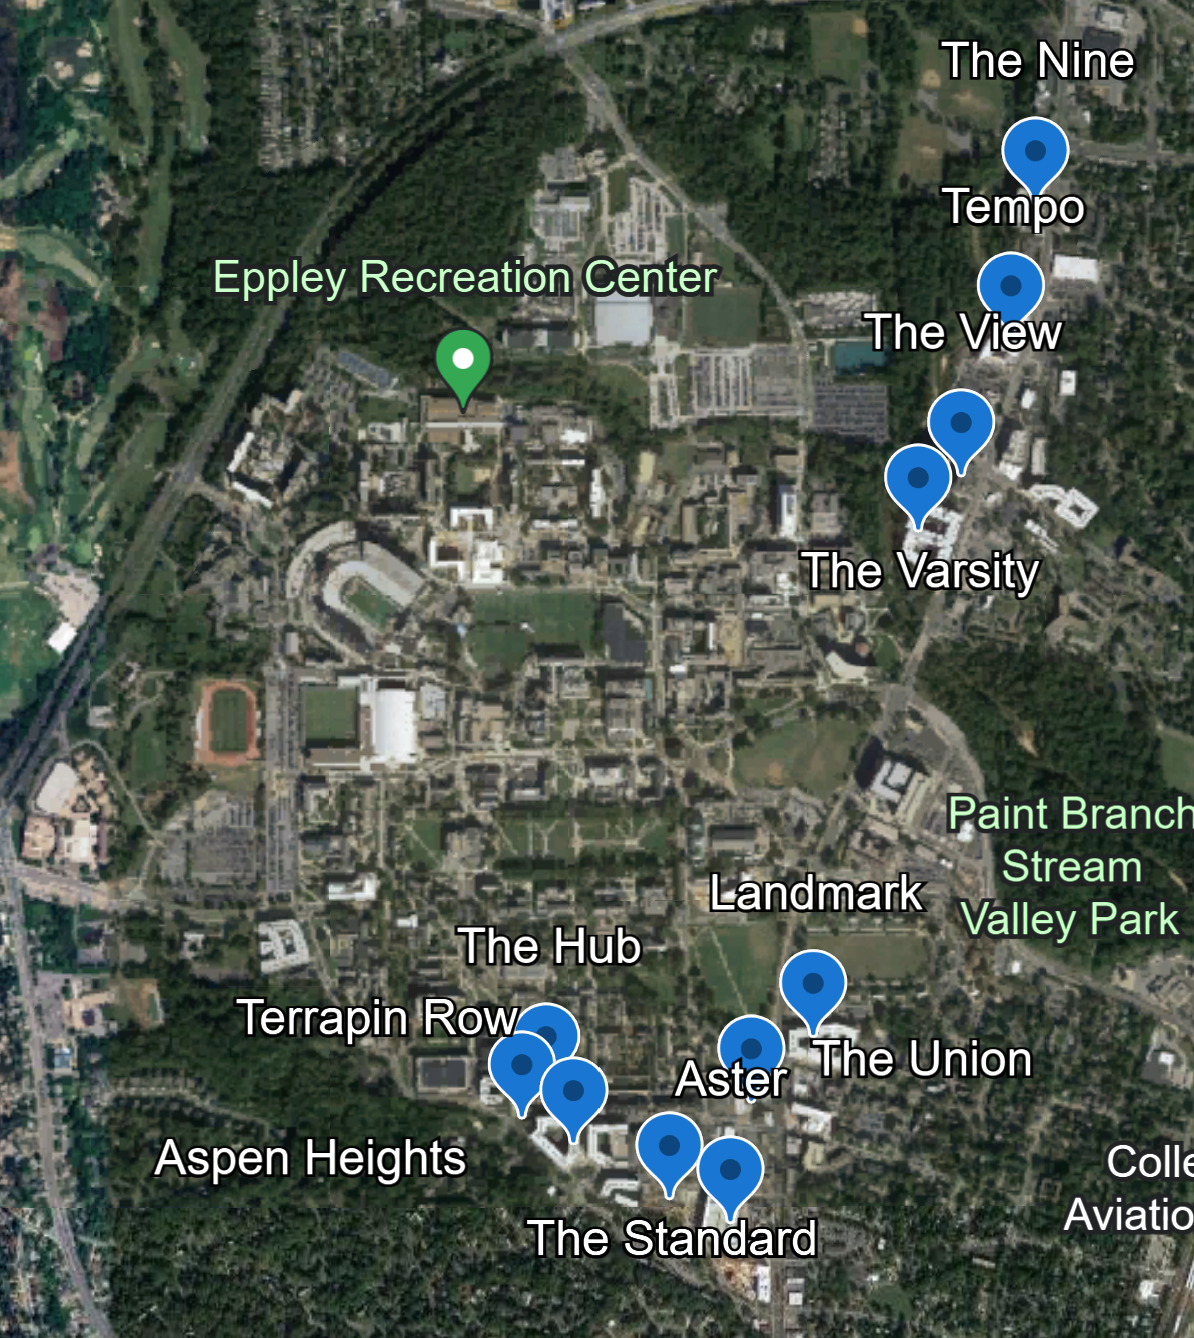 The Nine
Tempo
Eppley Recreation Center
The View
The Varsity
Paint Branch
Stream
Valley Park
Landmark
The Hub
Terrapin Row
The Union
Aster
Aspen Heights
Colle
Aviatio
The Standard